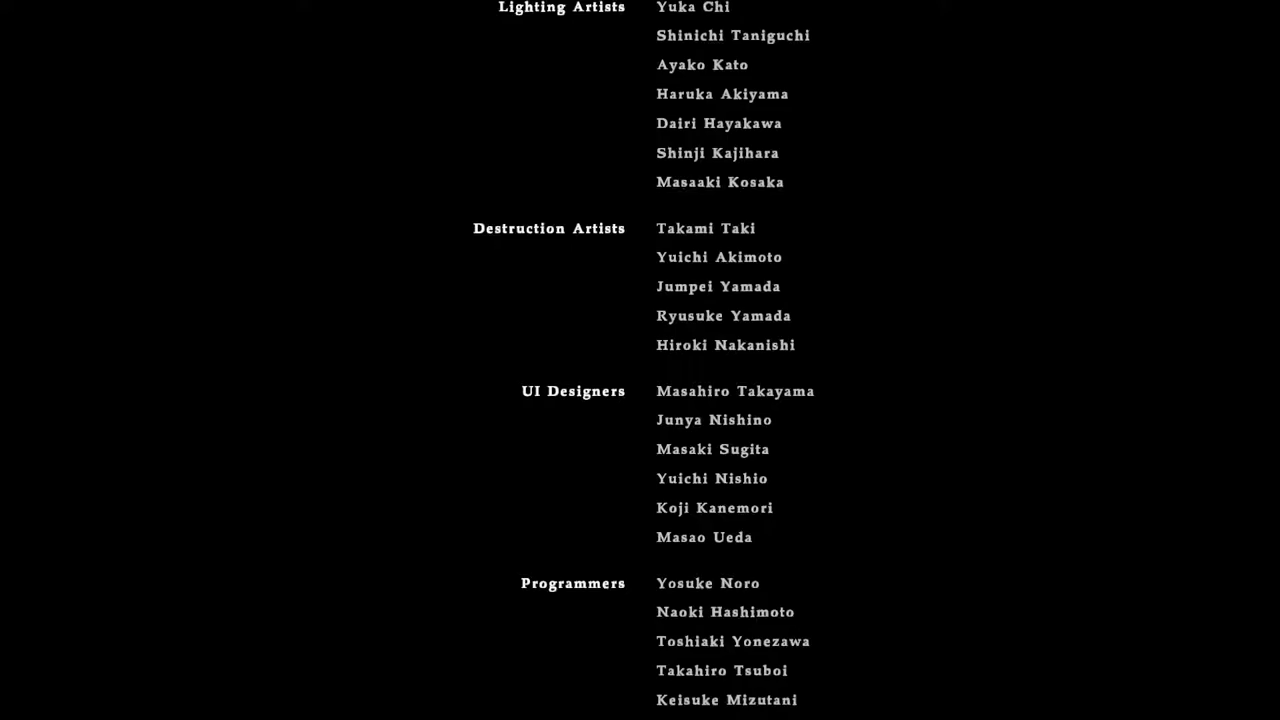 Lighting Artists Yuka Chi
Shinichi Taniguchi
Ayako Kato
Haruka Akiyama
Dairi Hayakawa
Shinji Kajihara
Masaaki Kosaka
Destruction Artists Takami Taki
Yuichi Akimoto
Jumpei Yamada
Ryusuke Yamada
Hiroki Nakanishi
UI Designers Masahiro Takayama
Junya Nishino
Masaki Sugita
Yuichi Nishio
Koji Kanemori
Masao Ueda
Programmers Yosuke Noro
Naoki Hashimoto
Toshiaki Yonezawa
Takahiro Tsuboi
Keisuke Mizutani